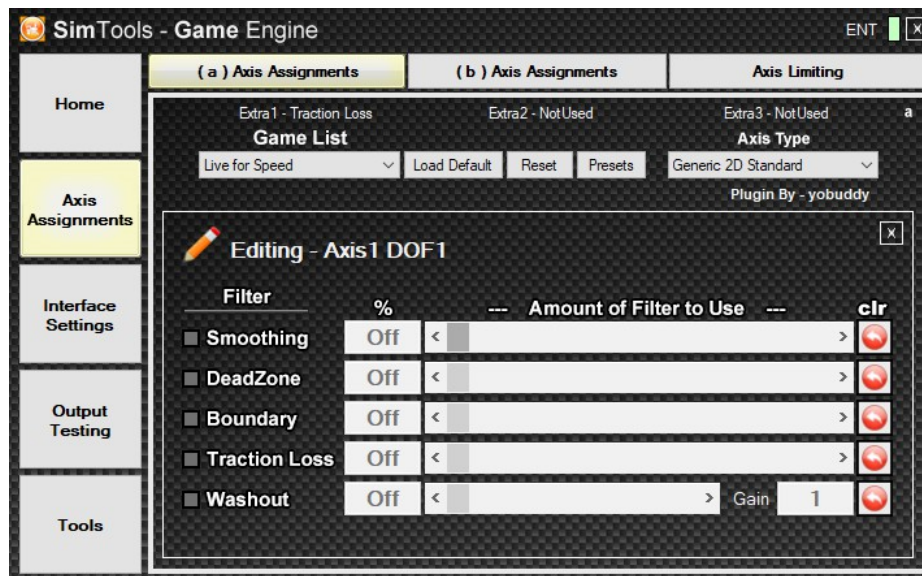 SimTools - Game Engine ENT X
Home
Axis Assignments
Interface Settings
Output Testing
Tools
( a ) Axis Assignments ( b ) Axis Assignments Axis Limiting
Extra1 - Traction Loss Extra2 - NotUsed Extra3 - NotUsed a
Game List Axis Type
Live for Speed Load Default Reset Presets Generic 2D Standard
Plugin By - yobuddy
Editing - Axis1 DOF1 X
Filter % --- Amount of Filter to Use --- clr
Smoothing Off < >
DeadZone Off < >
Boundary Off < >
Traction Loss Off < >
Washout Off < > Gain 1